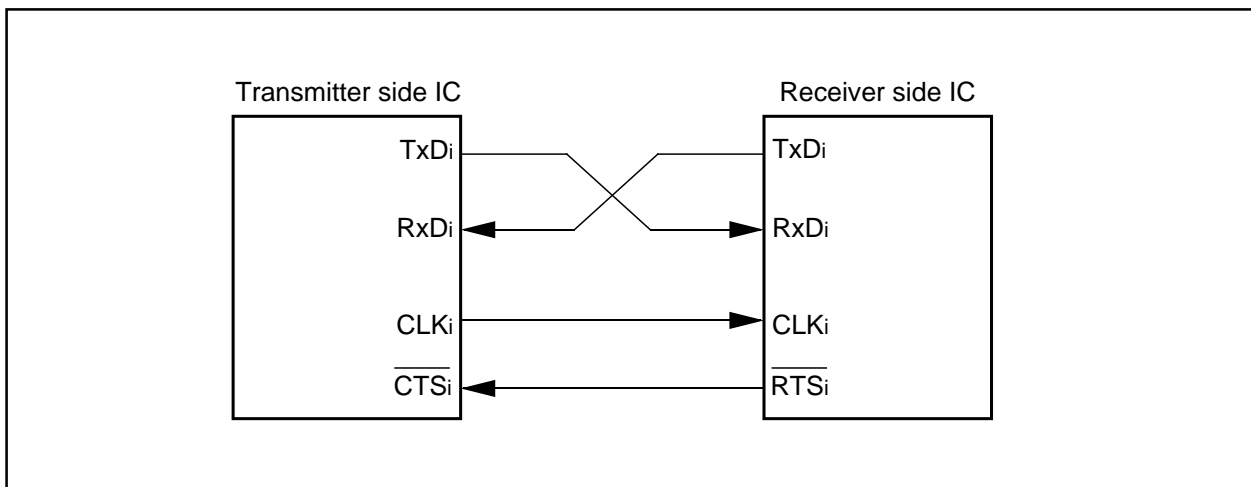 Transmitter side IC
Receiver side IC
TxDi
TxDi
RxDi
RxDi
CLKi
CLKi
CTSi
RTSi